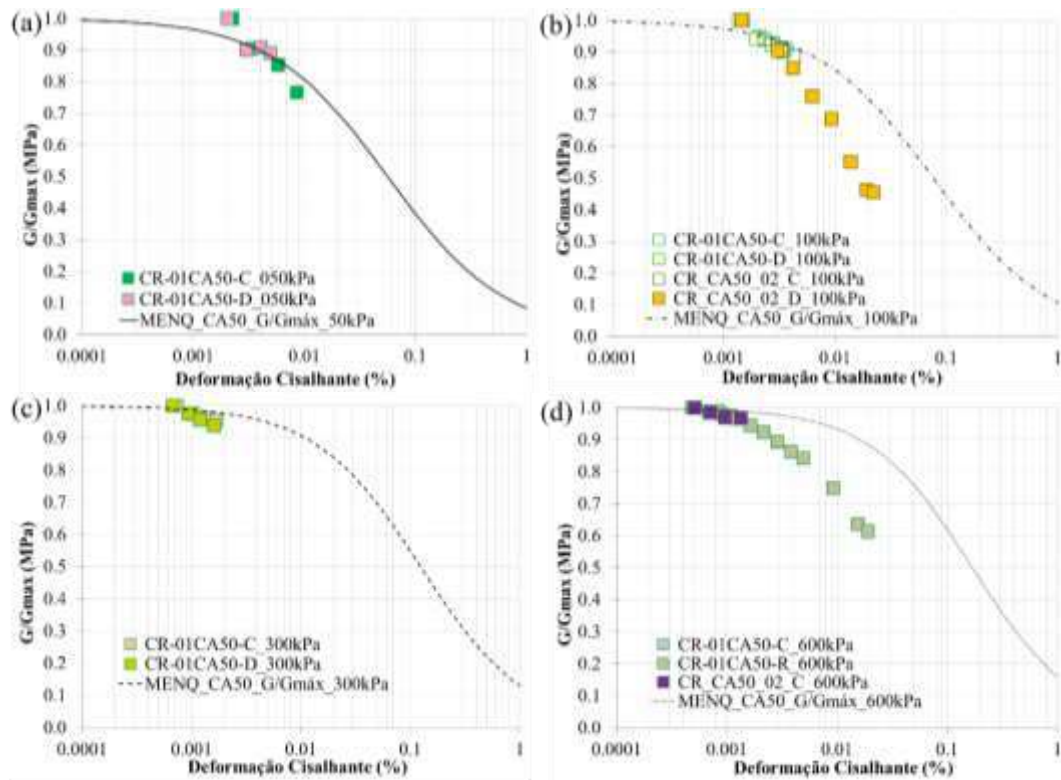 (a)
G/Gmax (MPa)
1.0
0.9
0.8
0.7
0.6
0.5
0.4
0.3
0.2
0.1
0.0
CR-01CA50-C_050kPa
CR-01CA50-D_050kPa
MENQ_CA50_G/Gmáx_50kPa
0.0001 0.001 0.01 0.1 1
Deformação Cisalhante (%)
(b)
G/Gmax (MPa)
1.0
0.9
0.8
0.7
0.6
0.5
0.4
0.3
0.2
0.1
0.0
CR-01CA50-C_100kPa
CR-01CA50-D_100kPa
CR_CA50_02_C_100kPa
CR_CA50_02_D_100kPa
MENQ_CA50_G/Gmáx_100kPa
0.0001 0.001 0.01 0.1 1
Deformação Cisalhante (%)
(c)
G/Gmax (MPa)
1.0
0.9
0.8
0.7
0.6
0.5
0.4
0.3
0.2
0.1
0.0
CR-01CA50-C_300kPa
CR-01CA50-D_300kPa
MENQ_CA50_G/Gmáx_300kPa
0.0001 0.001 0.01 0.1 1
Deformação Cisalhante (%)
(d)
G/Gmax (MPa)
1.0
0.9
0.8
0.7
0.6
0.5
0.4
0.3
0.2
0.1
0.0
CR-01CA50-C_600kPa
CR-01CA50-R_600kPa
CR_CA50_02_C_600kPa
MENQ_CA50_G/Gmáx_600kPa
0.0001 0.001 0.01 0.1 1
Deformação Cisalhante (%)